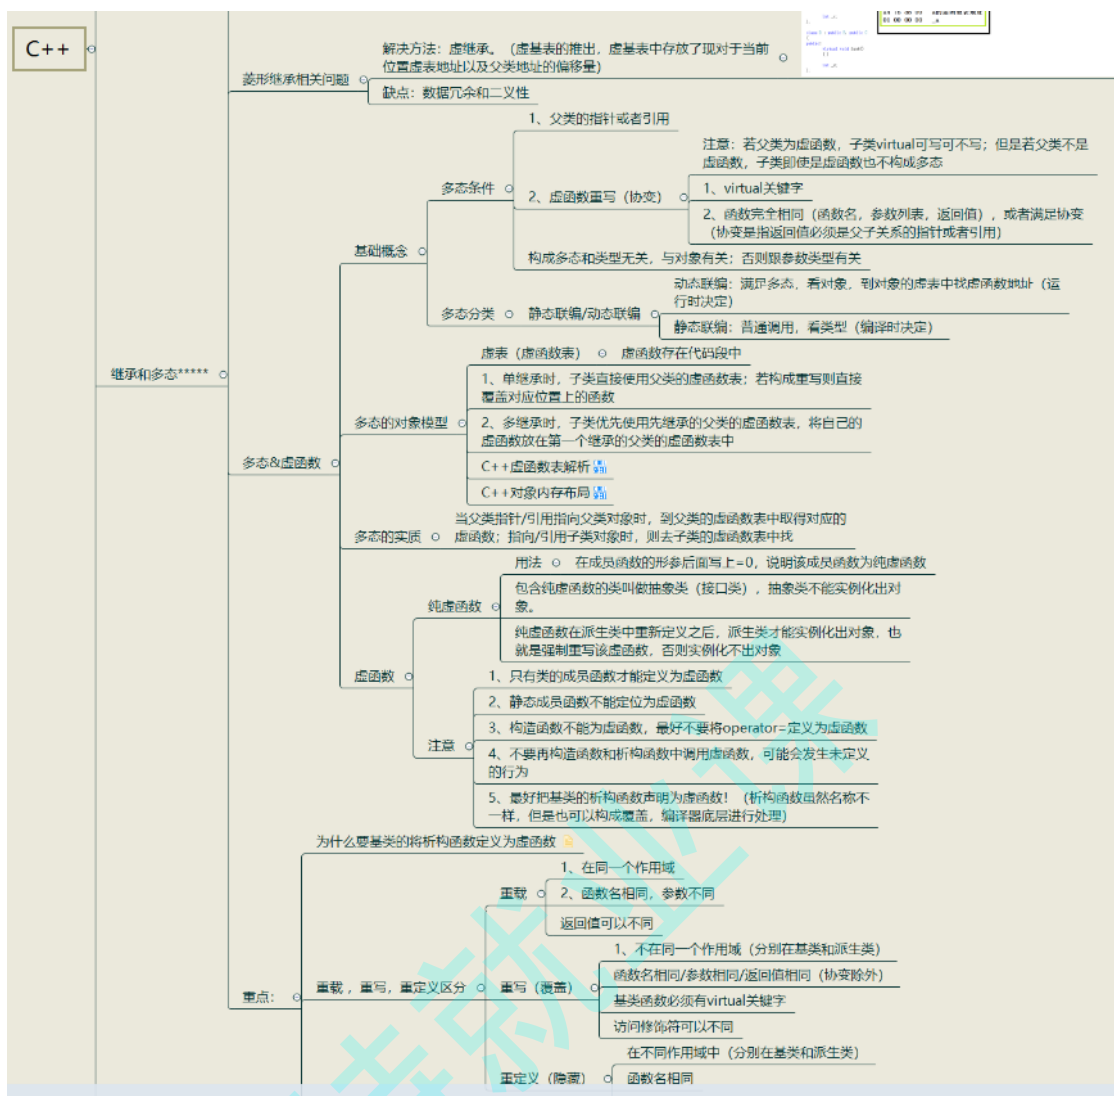 C++
解决方法：虚继承。（虚基表的推出，虚基表中存放了现对于当前
位置虚表地址以及父类地址的偏移量）
菱形继承相关问题
缺点：数据冗余和二义性
1、父类的指针或者引用
注意：若父类为虚函数，子类virtual可写可不写；但是若父类不是
虚函数，子类即使是虚函数也不构成多态
多态条件
2、虚函数重写（协变）
1、virtual关键字
2、函数完全相同（函数名，参数列表，返回值），或者满足协变
（协变是指返回值必须是父子关系的指针或者引用）
基础概念
构成多态和类型无关，与对象有关；否则跟参数类型有关
动态联编：满足多态，看对象，到对象的虚表中找虚函数地址（运
行时决定）
多态分类
静态联编/动态联编
静态联编：普通调用，看类型（编译时决定）
继承和多态*****
虚表（虚函数表）
虚函数存在代码段中
1、单继承时，子类直接使用父类的虚函数表；若构成重写则直接
覆盖对应位置上的函数
多态的对象模型
2、多继承时，子类优先使用先继承的父类的虚函数表，将自己的
虚函数放在第一个继承的父类的虚函数表中
多态&虚函数
C++虚函数表解析
C++对象内存布局
当父类指针/引用指向父类对象时，到父类的虚函数表中取得对应的
虚函数；指向/引用子类对象时，则去子类的虚函数表中找
多态的实质
用法
在成员函数的形参后面写上=0，说明该成员函数为纯虚函数
纯虚函数
包含纯虚函数的类叫做抽象类（接口类），抽象类不能实例化出对
象。
纯虚函数在派生类中重新定义之后，派生类才能实例化出对象，也
就是强制重写该虚函数，否则实例化不出对象
虚函数
1、只有类的成员函数才能定义为虚函数
2、静态成员函数不能定位为虚函数
3、构造函数不能为虚函数，最好不要将operator=定义为虚函数
注意
4、不要再构造函数和析构函数中调用虚函数，可能会发生未定义
的行为
5、最好把基类的析构函数声明为虚函数！（析构函数虽然名称不
一样，但是也可以构成覆盖，编译器底层进行处理）
为什么要基类的将析构函数定义为虚函数
1、在同一个作用域
重载
2、函数名相同，参数不同
返回值可以不同
1、不在同一个作用域（分别在基类和派生类）
函数名相同/参数相同/返回值相同（协变除外）
重点：
重载，重写，重定义区分
重写（覆盖）
基类函数必须有virtual关键字
访问修饰符可以不同
在不同作用域中（分别在基类和派生类）
重定义（隐藏）
函数名相同
就业课